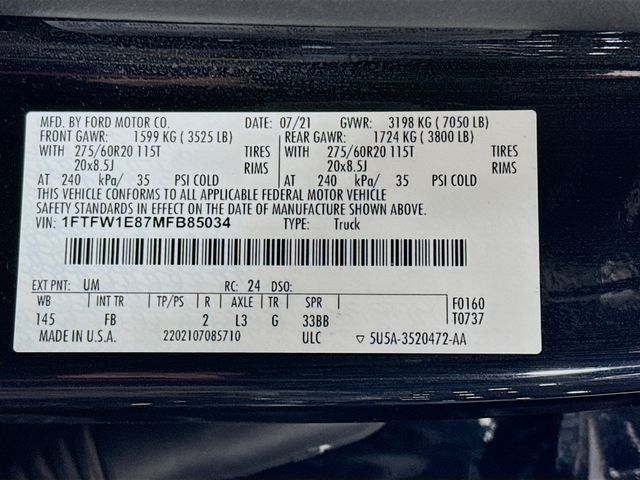 MFD. BY FORD MOTOR CO. DATE: 07/21 GVWR: 3198 KG ( 7050 LB)
FRONT GAWR: 1599 KG ( 3525 LB) REAR GAWR: 1724 KG ( 3800 LB)
WITH 275/60R20 115T TIRES WITH 275/60R20 115T TIRES
20x8.5J RIMS 20x8.5J RIMS
AT 240 kPa/ 35 PSI COLD AT 240 kPa/ 35 PSI COLD
THIS VEHICLE CONFORMS TO ALL APPLICABLE FEDERAL MOTOR VEHICLE
SAFETY STANDARDS IN EFFECT ON THE DATE OF MANUFACTURE SHOWN ABOVE.
VIN: 1FTFW1E87MFB85034 TYPE: Truck
EXT PNT: UM RC: 24 DSO:
WB INT TR TP/PS R AXLE TR SPR F0160
145 FB 2 L3 G 33BB T0737
MADE IN U.S.A. 2202107085710 ULC ▽ 5U5A-3520472-AA